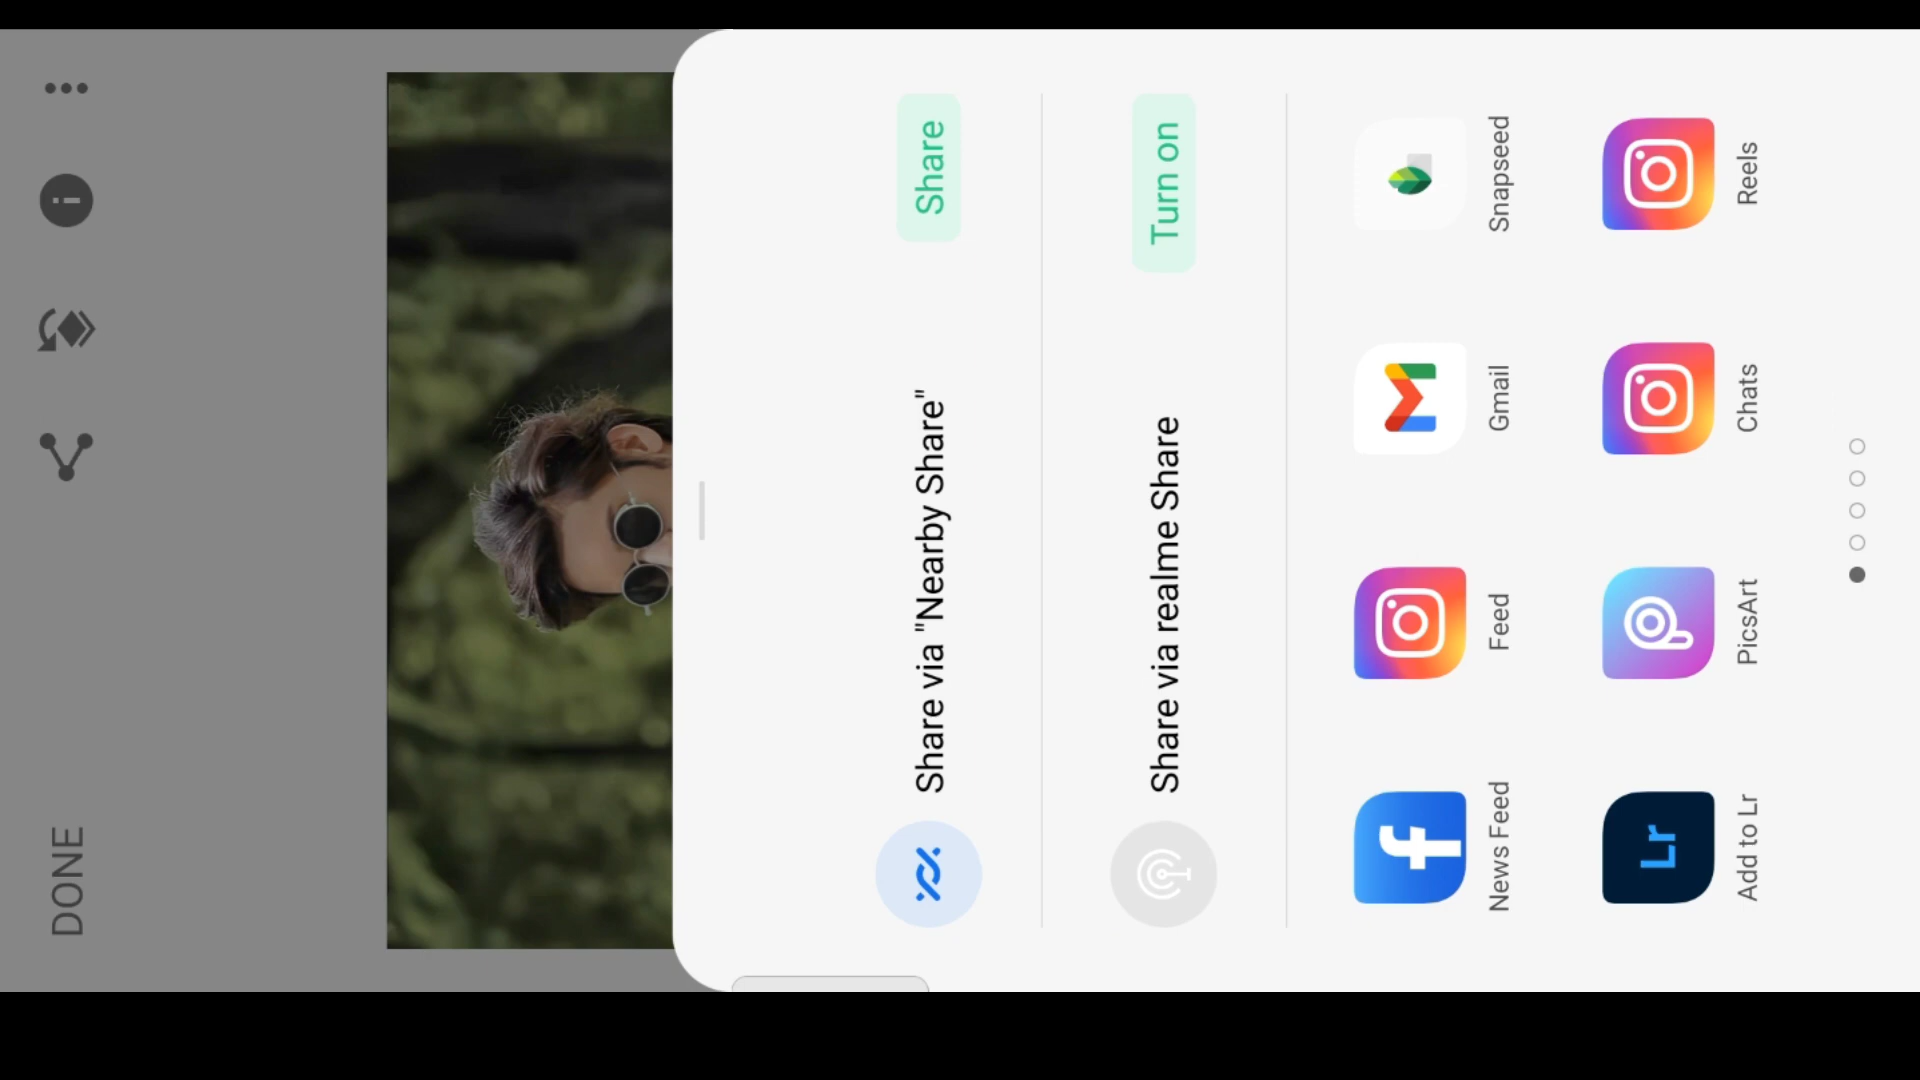 DONE
Share via "Nearby Share"
Share
Share via realme Share
Turn on
News Feed
Feed
Gmail
Snapseed
Lr
Add to Lr
PicsArt
Chats
Reels